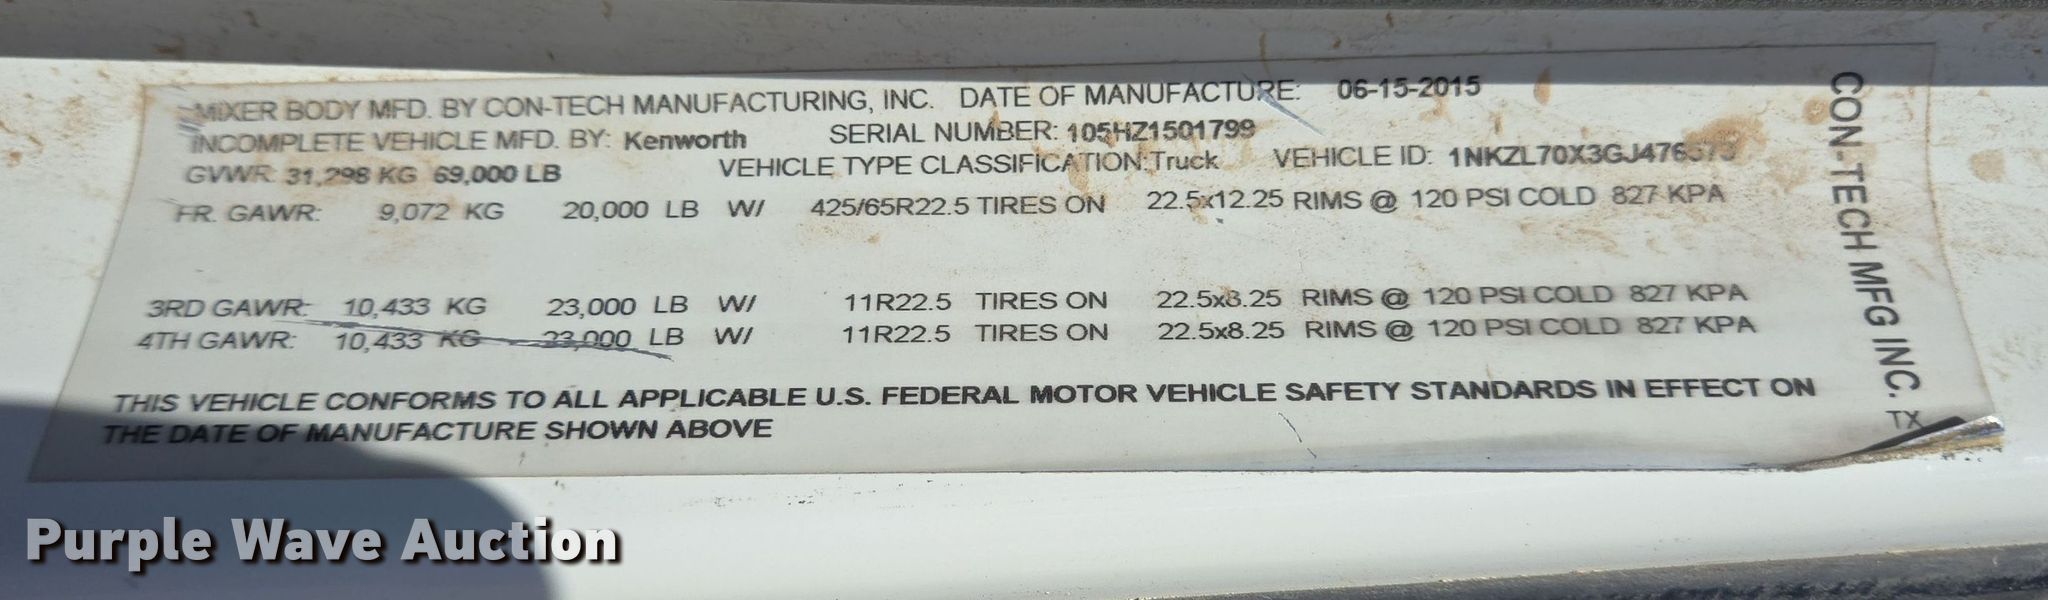 MIXER BODY MFD. BY CON-TECH MANUFACTURING, INC. DATE OF MANUFACTURE: 06-15-2015
INCOMPLETE VEHICLE MFD. BY: Kenworth SERIAL NUMBER: 105HZ1501799
GVWR 31,298 KG 69,000 LB VEHICLE TYPE CLASSIFICATION:Truck VEHICLE ID:
FR. GAWR: 9,072 KG 20,000 LB W/ 425/65R22.5 TIRES ON 22.5x12.25 RIMS @ 120 PSI COLD 827 KPA
3RD GAWR: 10,433 KG 23,000 LB W/ 11R22.5 TIRES ON 22.5x8.25 RIMS @ 120 PSI COLD 827 KPA
4TH GAWR: 10,433 KG 23,000 LB W/ 11R22.5 TIRES ON 22.5x8.25 RIMS @ 120 PSI COLD 827 KPA
THIS VEHICLE CONFORMS TO ALL APPLICABLE U.S. FEDERAL MOTOR VEHICLE SAFETY STANDARDS IN EFFECT ON
THE DATE OF MANUFACTURE SHOWN ABOVE
CON-TECH MFG INC.
TX
Purple Wave Auction